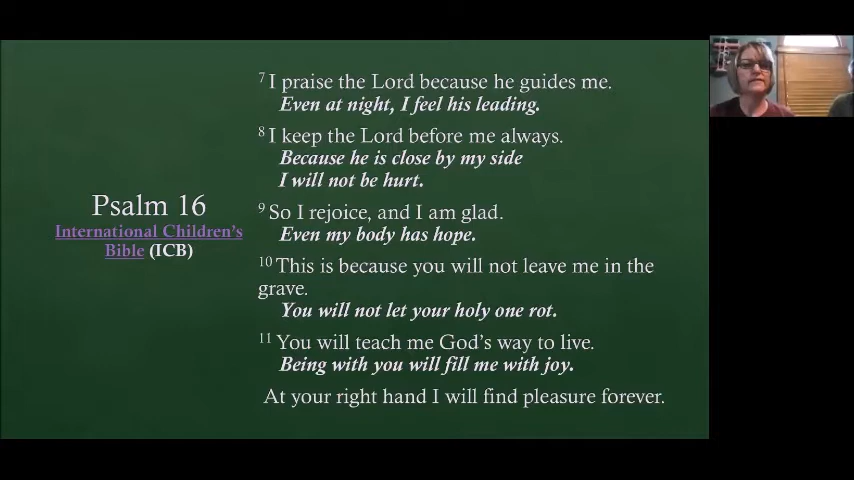 Psalm 16
International Children's
Bible (ICB)
7 I praise the Lord because he guides me.
Even at night, I feel his leading.
8 I keep the Lord before me always.
Because he is close by my side
I will not be hurt.
9 So I rejoice, and I am glad.
Even my body has hope.
10 This is because you will not leave me in the
grave.
You will not let your holy one rot.
11 You will teach me God's way to live.
Being with you will fill me with joy.
At your right hand I will find pleasure forever.